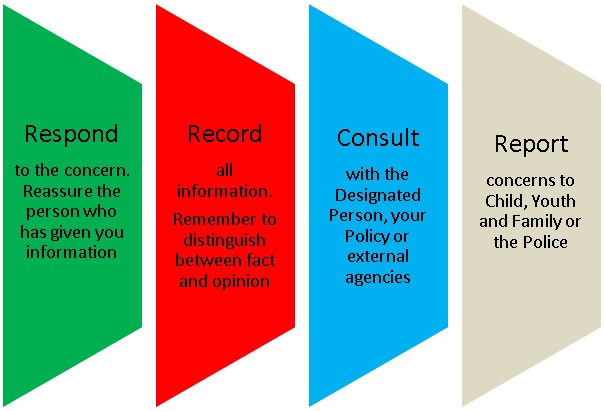 Respond
to the concern.
Reassure the
person who
has given you
information
Record
all
information.
Remember to
distinguish
between fact
and opinion
Consult
with the
Designated
Person, your
Policy or
external
agencies
Report
concerns to
Child, Youth
and Family or
the Police